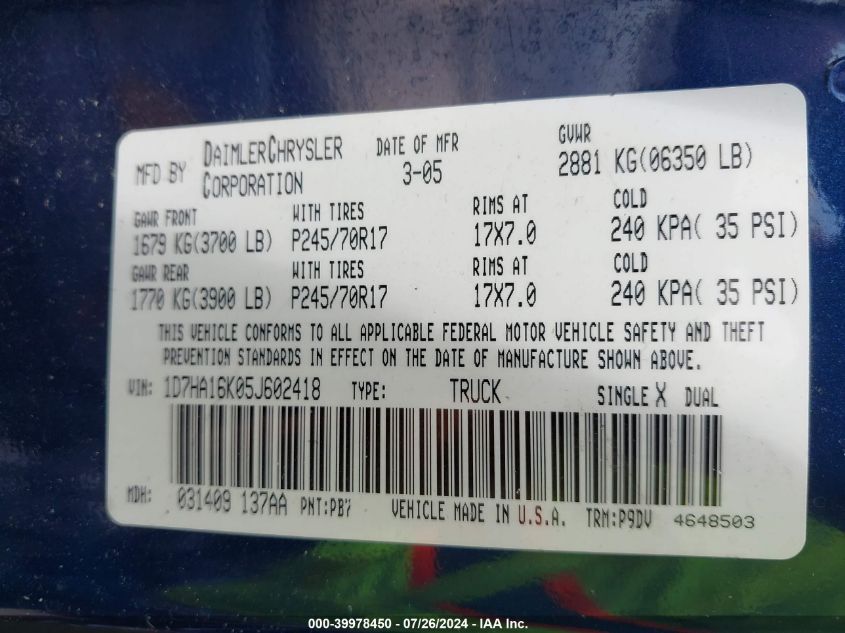 MFD BY DAIMLERCHRYSLER CORPORATION DATE OF MFR 3-05 GVWR 2881 KG(06350 LB)
GAWR FRONT WITH TIRES RIMS AT COLD
1679 KG(3700 LB) P245/70R17 17X7.0 240 KPA( 35 PSI)
GAWR REAR WITH TIRES RIMS AT COLD
1770 KG(3900 LB) P245/70R17 17X7.0 240 KPA( 35 PSI)
THIS VEHICLE CONFORMS TO ALL APPLICABLE FEDERAL MOTOR VEHICLE SAFETY AND THEFT
PREVENTION STANDARDS IN EFFECT ON THE DATE OF MANUFACTURE SHOWN ABOVE.
VIN: 1D7HA16K05J602418 TYPE: TRUCK SINGLE X DUAL
MDH: 031409 137AA PNT:PB7 VEHICLE MADE IN U.S.A. TRM:P9DV 4648503
000-39978450 - 07/26/2024 - IAA Inc.